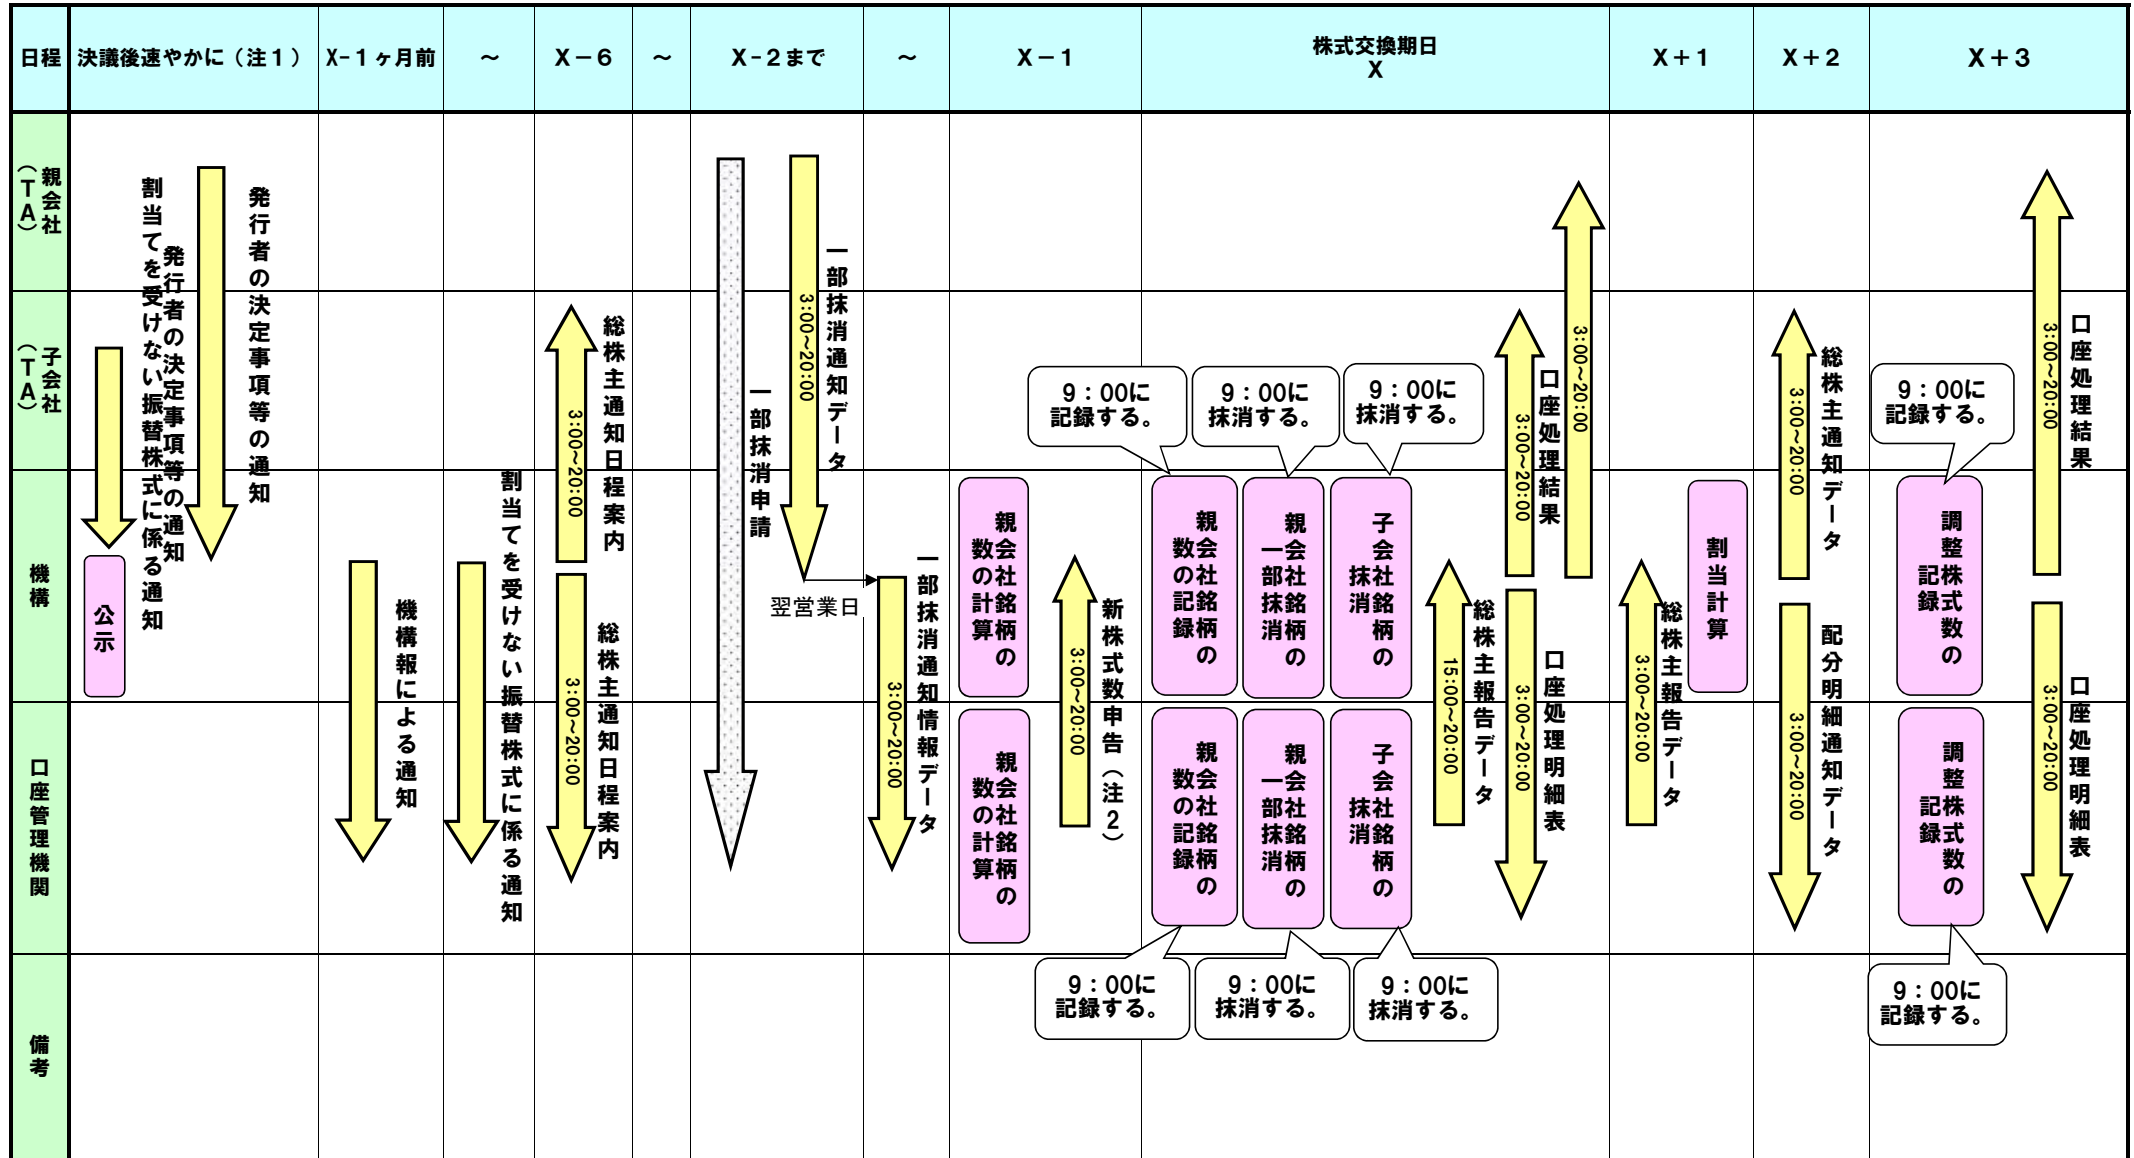 日程
決議後速やかに（注１）
X-１ヶ月前
～
X－６
～
X-２まで
～
X－１
株式交換期日
X
X＋１
X＋２
X＋３
親会社
（TA）
子会社
（TA）
機構
口座管理機関
備考
発行者の決定事項等の通知
発行者の決定事項等の通知
割当てを受けない振替株式に係る通知
公示
機構報による通知
割当てを受けない振替株式に係る通知
総株主通知日程案内
3:00~20:00
総株主通知日程案内
3:00~20:00
一部抹消申請
一部抹消通知データ
3:00~20:00
翌営業日
一部抹消通知情報データ
3:00~20:00
親会社銘柄の
数の計算
親会社銘柄の
数の計算
新株式数申告（注２）
3:00~20:00
9：00に
記録する。
9：00に
抹消する。
9：00に
抹消する。
親会社銘柄の
数の記録
親会社銘柄の
一部抹消
子会社銘柄の
抹消
親会社銘柄の
数の記録
親会社銘柄の
一部抹消
子会社銘柄の
抹消
9：00に
記録する。
9：00に
抹消する。
9：00に
抹消する。
総株主報告データ
15:00~20:00
口座処理結果
3:00~20:00
3:00~20:00
口座処理明細表
3:00~20:00
総株主報告データ
3:00~20:00
割当計算
総株主通知データ
3:00~20:00
配分明細通知データ
3:00~20:00
9：00に
記録する。
調整株式数の
記録
調整株式数の
記録
9：00に
記録する。
口座処理結果
3:00~20:00
口座処理明細表
3:00~20:00